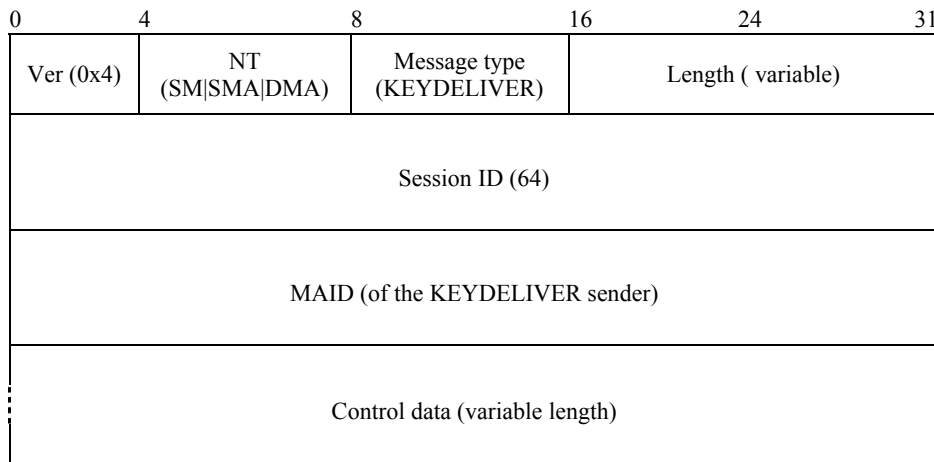 0 4 8 16 24 31
Ver (0x4) NT (SM|SMA|DMA) Message type (KEYDELIVER) Length ( variable)
Session ID (64)
MAID (of the KEYDELIVER sender)
Control data (variable length)